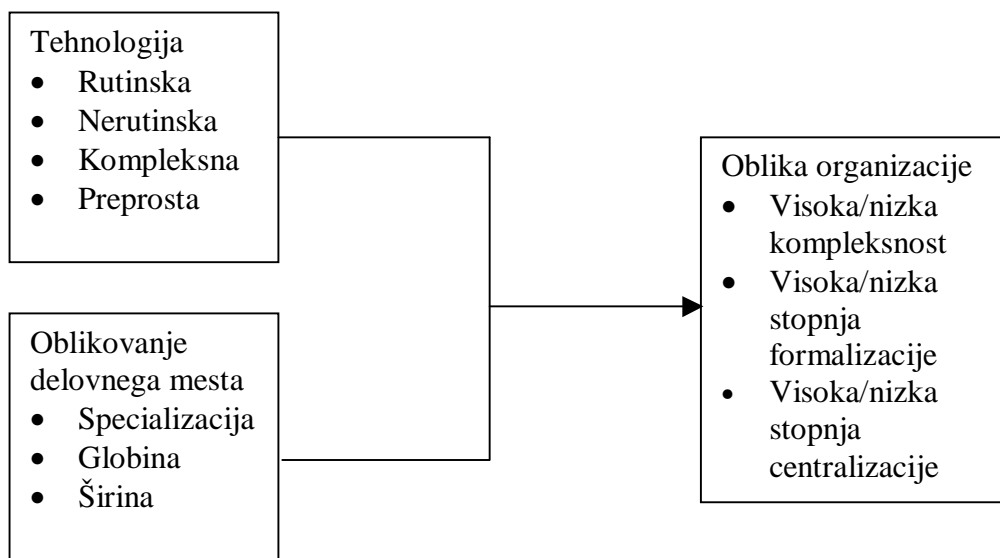 Tehnologija
• Rutinska
• Nerutinska
• Kompleksna
• Preprosta
Oblikovanje
delovnega mesta
• Specializacija
• Globina
• Širina
Oblika organizacije
• Visoka/nizka
kompleksnost
• Visoka/nizka
stopnja
formalizacije
• Visoka/nizka
stopnja
centralizacije